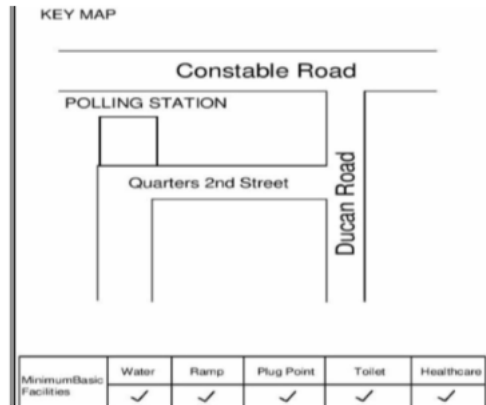 KEY MAP
Constable Road
POLLING STATION
Quarters 2nd Street
Ducan Road
MinimumBasic Facilities
Water Ramp Plug Point Toilet Healthcare
✓ ✓ ✓ ✓ ✓